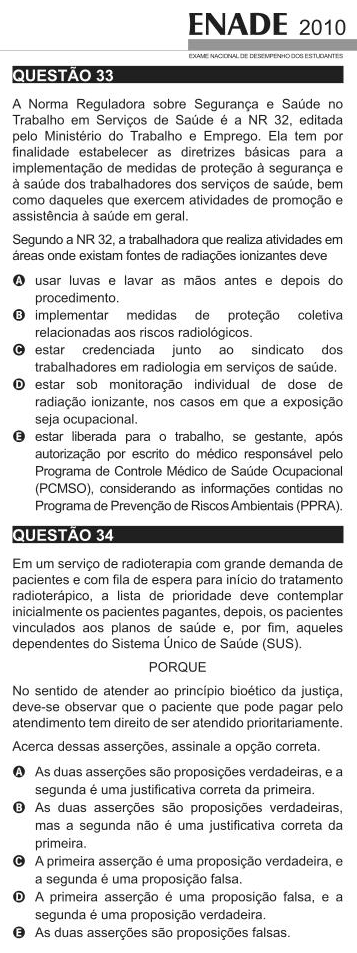 ENADE 2010
EXAME NACIONAL DE DESEMPENHO DOS ESTUDANTES
QUESTÃO 33
A Norma Reguladora sobre Segurança e Saúde no
Trabalho em Serviços de Saúde é a NR 32, editada
pelo Ministério do Trabalho e Emprego. Ela tem por
finalidade estabelecer as diretrizes básicas para a
implementação de medidas de proteção à segurança e
à saúde dos trabalhadores dos serviços de saúde, bem
como daqueles que exercem atividades de promoção e
assistência à saúde em geral.
Segundo a NR 32, a trabalhadora que realiza atividades em
áreas onde existam fontes de radiações ionizantes deve
A usar luvas e lavar as mãos antes e depois do
procedimento.
B implementar medidas de proteção coletiva
relacionadas aos riscos radiológicos.
C estar credenciada junto ao sindicato dos
trabalhadores em radiologia em serviços de saúde.
D estar sob monitoração individual de dose de
radiação ionizante, nos casos em que a exposição
seja ocupacional.
E estar liberada para o trabalho, se gestante, após
autorização por escrito do médico responsável pelo
Programa de Controle Médico de Saúde Ocupacional
(PCMSO), considerando as informações contidas no
Programa de Prevenção de Riscos Ambientais (PPRA).
QUESTÃO 34
Em um serviço de radioterapia com grande demanda de
pacientes e com fila de espera para início do tratamento
radioterápico, a lista de prioridade deve contemplar
inicialmente os pacientes pagantes, depois, os pacientes
vinculados aos planos de saúde e, por fim, aqueles
dependentes do Sistema Único de Saúde (SUS).
PORQUE
No sentido de atender ao princípio bioético da justiça,
deve-se observar que o paciente que pode pagar pelo
atendimento tem direito de ser atendido prioritariamente.
Acerca dessas asserções, assinale a opção correta.
A As duas asserções são proposições verdadeiras, e a
segunda é uma justificativa correta da primeira.
B As duas asserções são proposições verdadeiras,
mas a segunda não é uma justificativa correta da
primeira.
C A primeira asserção é uma proposição verdadeira, e
a segunda é uma proposição falsa.
D A primeira asserção é uma proposição falsa, e a
segunda é uma proposição verdadeira.
E As duas asserções são proposições falsas.